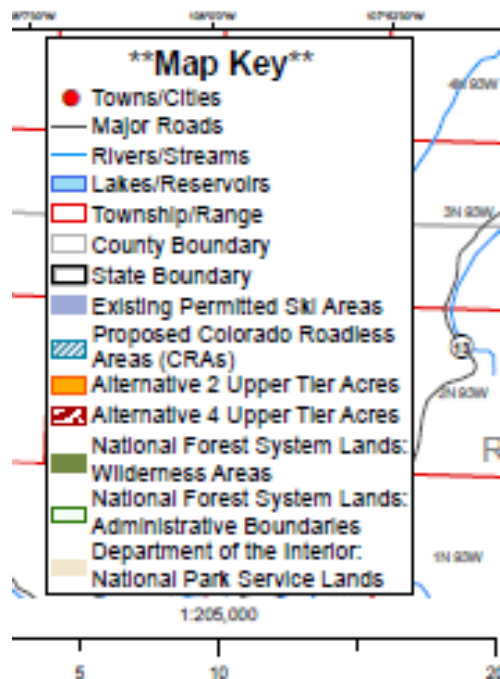 **Map Key**
Towns/Cities
Major Roads
Rivers/Streams
Lakes/Reservoirs
Township/Range
County Boundary
State Boundary
Existing Permitted Ski Areas
Proposed Colorado Roadless
Areas (CRAs)
Alternative 2 Upper Tier Acres
Alternative 4 Upper Tier Acres
National Forest System Lands:
Wilderness Areas
National Forest System Lands:
Administrative Boundaries
Department of the Interior:
National Park Service Lands
4N 93W
3N 93W
13
2N 93W
R
1N 93W
1:205,000
5 10 20